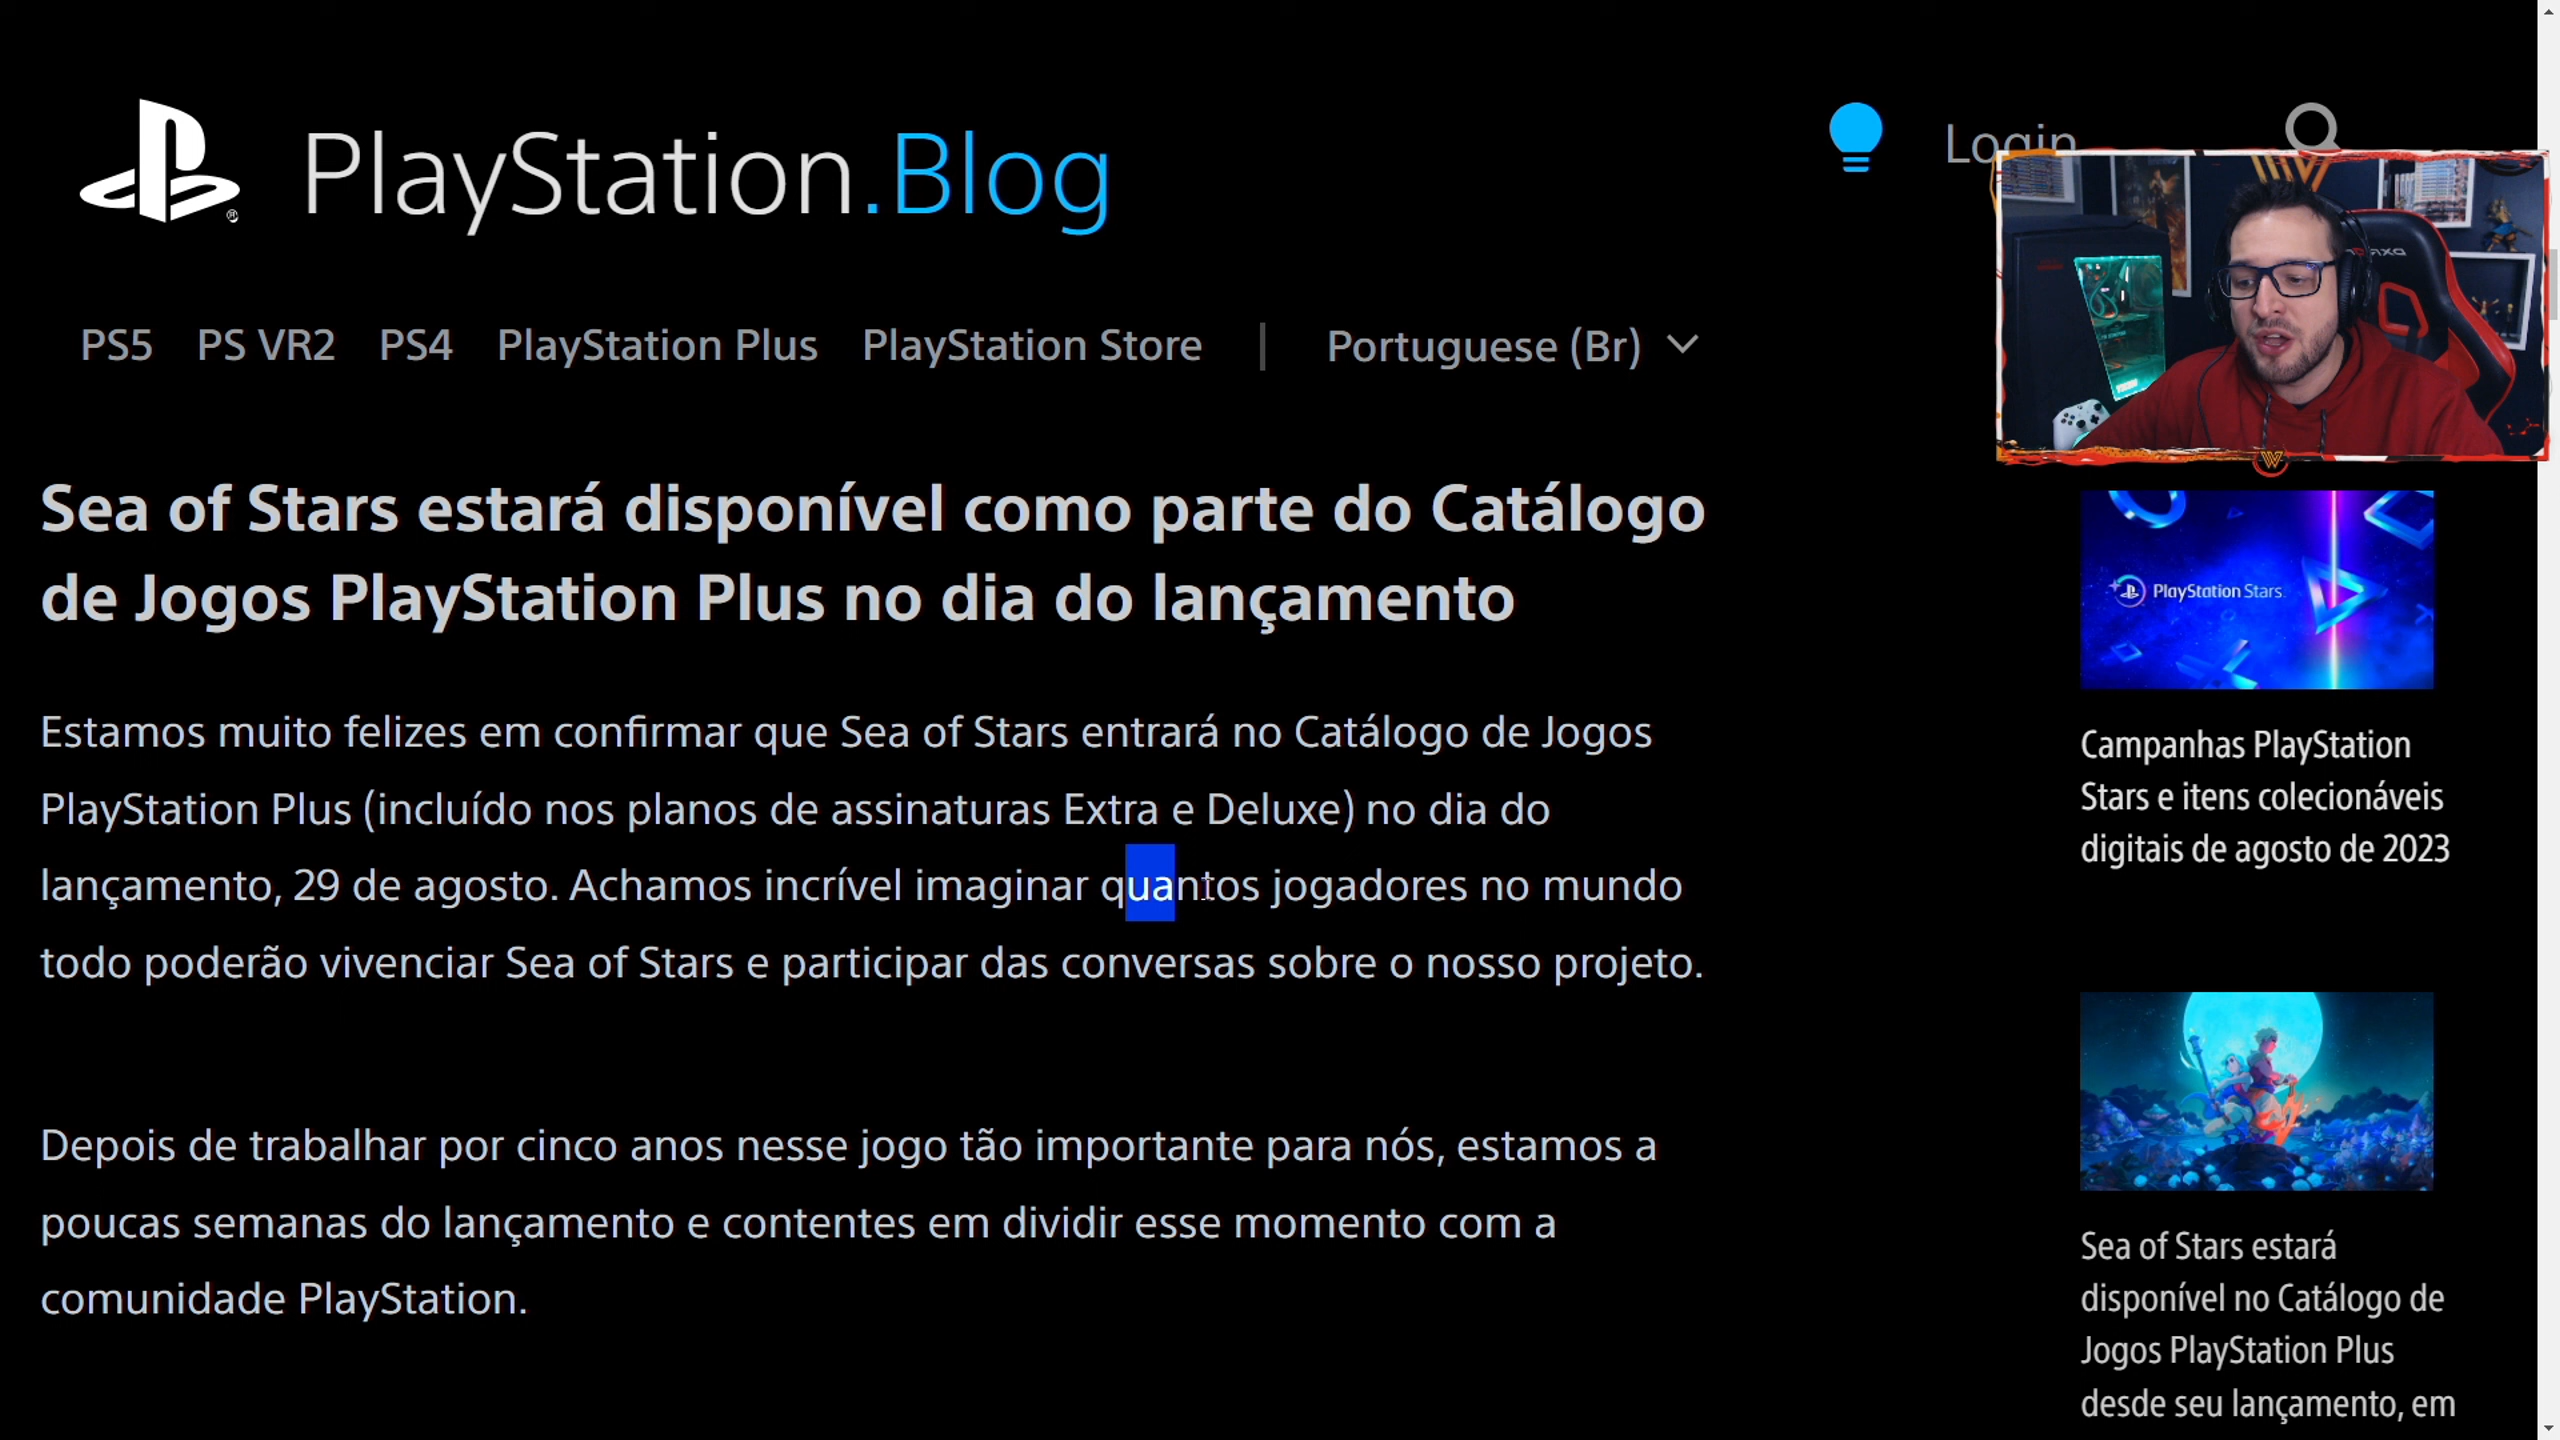 PlayStation.Blog
Login
PS5 PS VR2 PS4 PlayStation Plus PlayStation Store | Portuguese (Br)
Sea of Stars estará disponível como parte do Catálogo
de Jogos PlayStation Plus no dia do lançamento
Estamos muito felizes em confirmar que Sea of Stars entrará no Catálogo de Jogos
PlayStation Plus (incluído nos planos de assinaturas Extra e Deluxe) no dia do
lançamento, 29 de agosto. Achamos incrível imaginar quantos jogadores no mundo
todo poderão vivenciar Sea of Stars e participar das conversas sobre o nosso projeto.
Depois de trabalhar por cinco anos nesse jogo tão importante para nós, estamos a
poucas semanas do lançamento e contentes em dividir esse momento com a
comunidade PlayStation.
PlayStation Stars.
Campanhas PlayStation
Stars e itens colecionáveis
digitais de agosto de 2023
Sea of Stars estará
disponível no Catálogo de
Jogos PlayStation Plus
desde seu lançamento, em